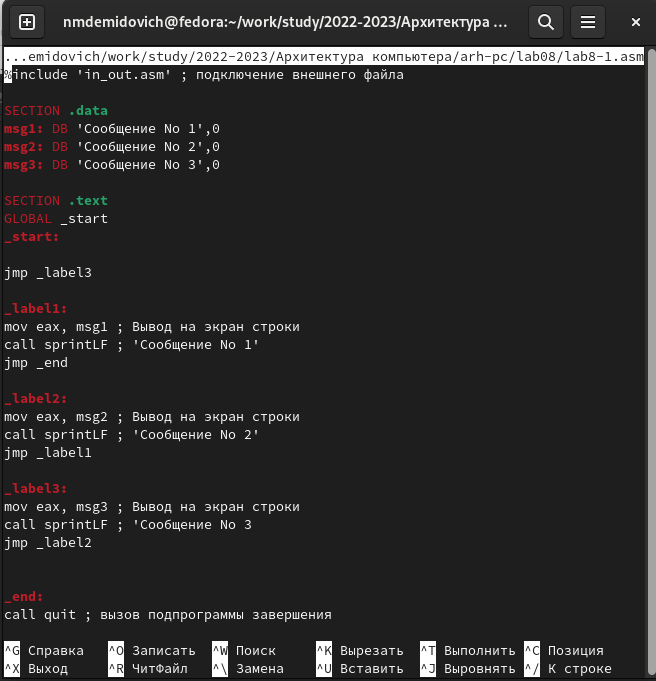 nmdemidovich@fedora:~/work/study/2022-2023/Архитектура ...
...emidovich/work/study/2022-2023/Архитектура компьютера/arh-pc/lab08/lab8-1.asm
%include 'in_out.asm' ; подключение внешнего файла
SECTION .data
msg1: DB 'Сообщение No 1',0
msg2: DB 'Сообщение No 2',0
msg3: DB 'Сообщение No 3',0
SECTION .text
GLOBAL _start
_start:
jmp _label3
_label1:
mov eax, msg1 ; Вывод на экран строки
call sprintLF ; 'Сообщение No 1'
jmp _end
_label2:
mov eax, msg2 ; Вывод на экран строки
call sprintLF ; 'Сообщение No 2'
jmp _label1
_label3:
mov eax, msg3 ; Вывод на экран строки
call sprintLF ; 'Сообщение No 3
jmp _label2
_end:
call quit ; вызов подпрограммы завершения
^G Справка ^O Записать ^W Поиск ^K Вырезать ^T Выполнить ^C Позиция
^X Выход ^R ЧитФайл ^\ Замена ^U Вставить ^J Выровнять ^/ К строке